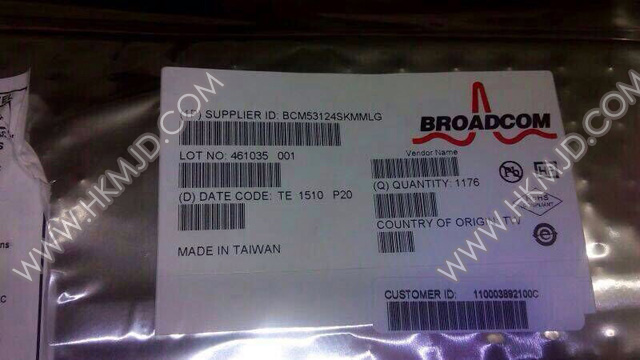 (1P) SUPPLIER ID: BCM53124SKMMLG
BROADCOM
LOT NO: 461035 001
Vendor Name
(D) DATE CODE: TE 1510 P20
(Q) QUANTITY: 1176
COUNTRY OF ORIGIN: TW
MADE IN TAIWAN
CUSTOMER ID: 110003892100C
Pb
WWW.HKMJD.COM
WWW.HKMJD.COM